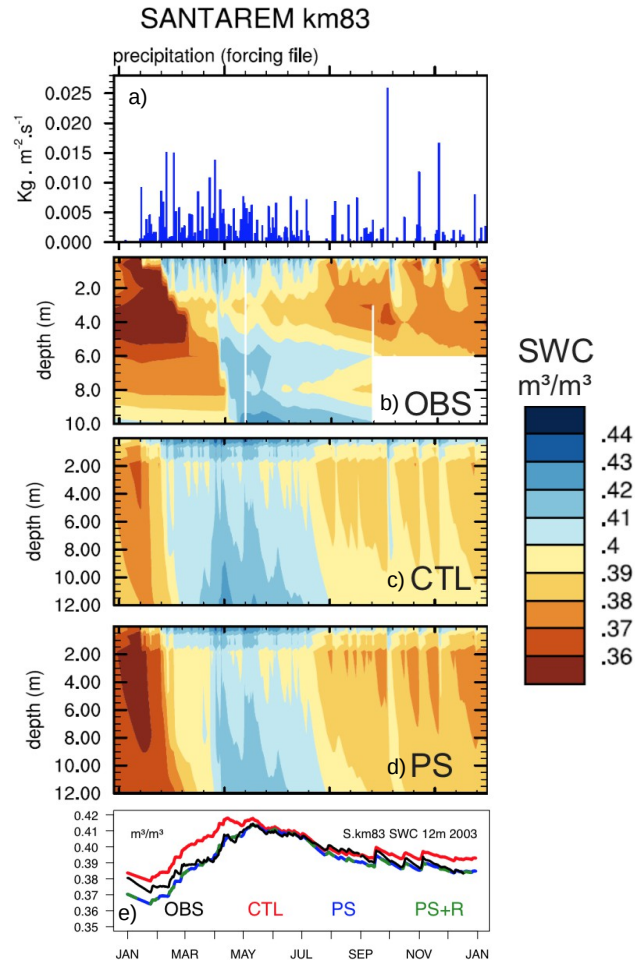 SANTAREM km83
precipitation (forcing file)
a)
Kg . m⁻².s⁻¹
0.025
0.020
0.015
0.010
0.005
0.000
depth (m)
2.0
4.0
6.0
8.0
10.0
b) OBS
depth (m)
2.00
4.00
6.00
8.00
10.00
12.00
c) CTL
depth (m)
2.00
4.00
6.00
8.00
10.00
12.00
d) PS
SWC
m³/m³
.44
.43
.42
.41
.4
.39
.38
.37
.36
0.42
0.41
0.40
0.39
0.38
0.37
0.36
0.35
m³/m³
S.km83 SWC 12m 2003
e) OBS CTL PS PS+R
JAN MAR MAY JUL SEP NOV JAN